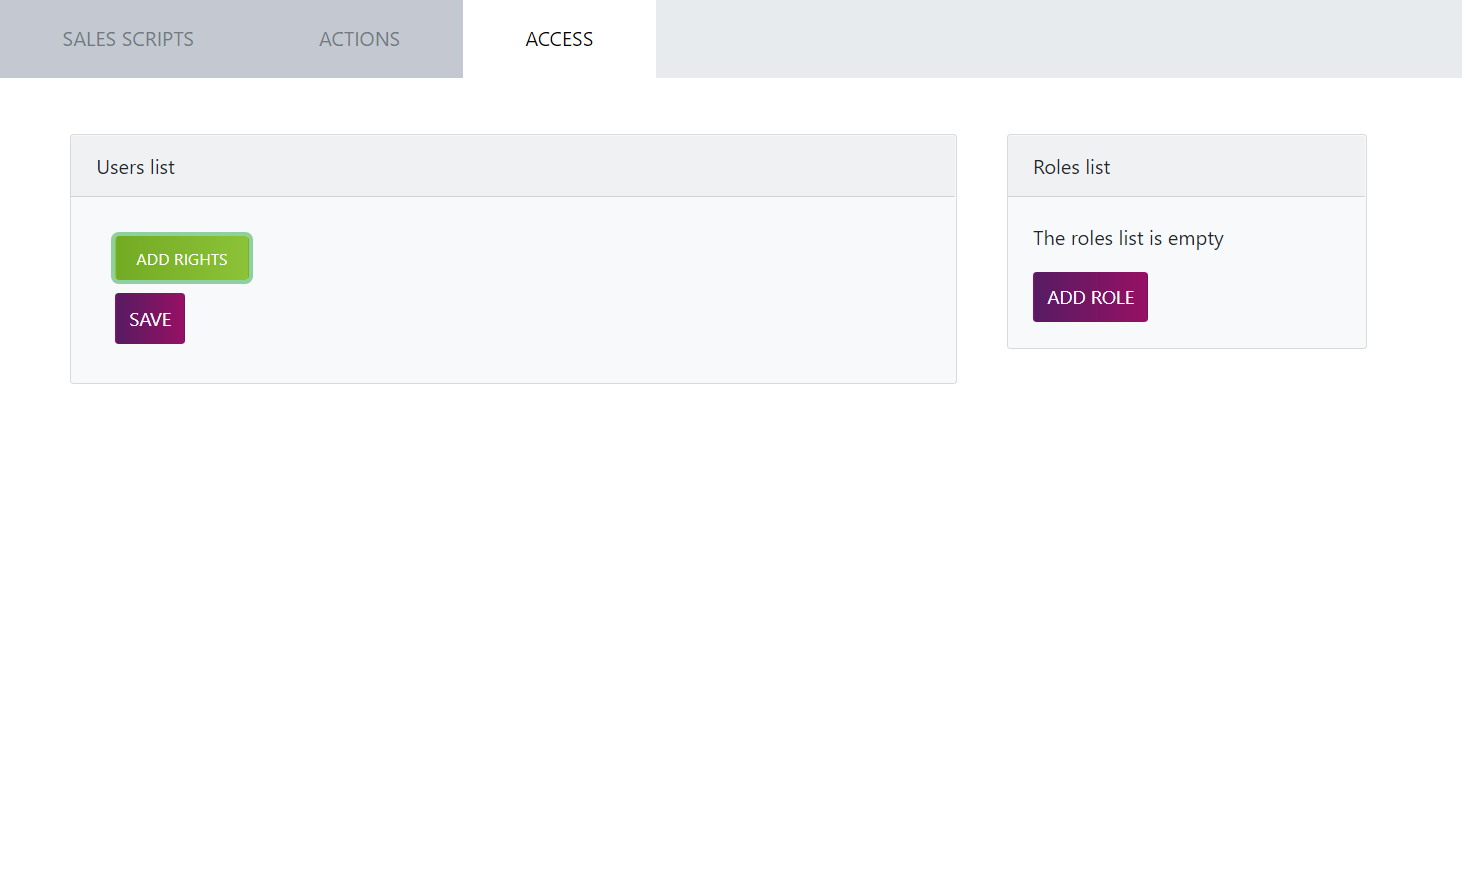 SALES SCRIPTS
ACTIONS
ACCESS
Users list
ADD RIGHTS
SAVE
Roles list
The roles list is empty
ADD ROLE